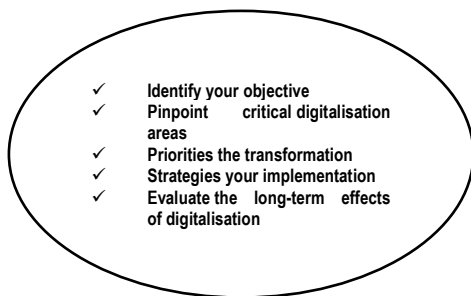 ✓ Identify your objective
✓ Pinpoint critical digitalisation
areas
✓ Priorities the transformation
✓ Strategies your implementation
✓ Evaluate the long-term effects
of digitalisation